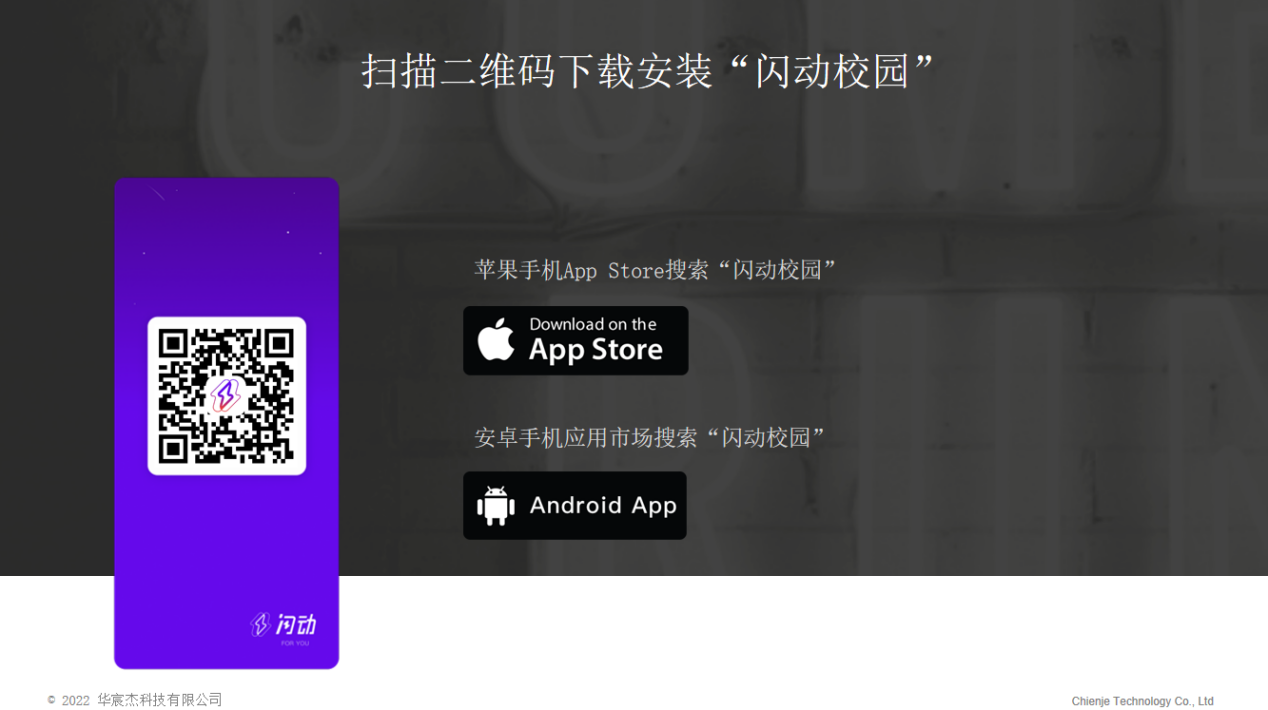 扫描二维码下载安装“闪动校园”
苹果手机App Store搜索“闪动校园”
Download on the
App Store
安卓手机应用市场搜索“闪动校园”
Android App
闪动
FOR YOU
© 2022 华宸杰科技有限公司
Chienje Technology Co., Ltd